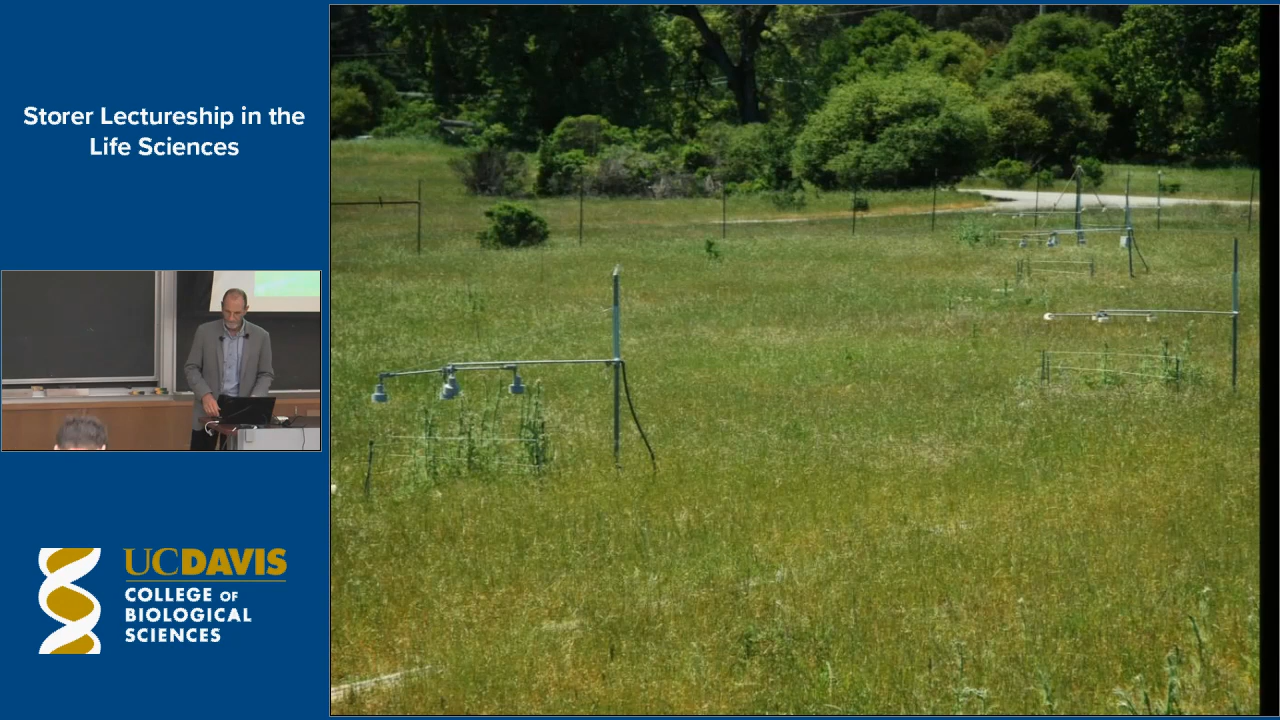 Storer Lectureship in the
Life Sciences
UCDAVIS
COLLEGE OF
BIOLOGICAL
SCIENCES